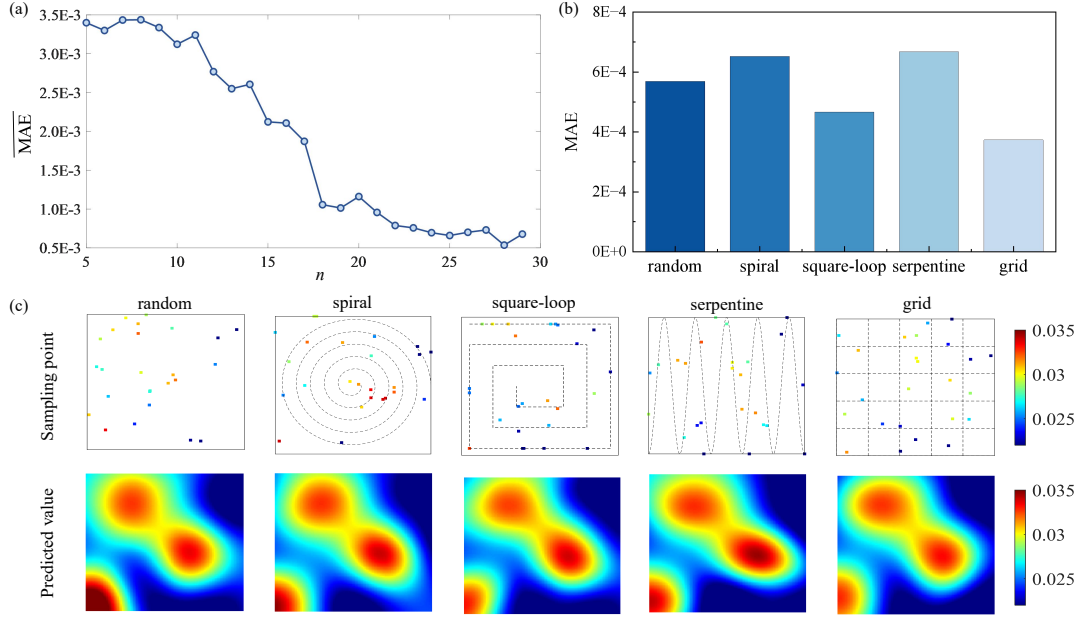 (a)
3.5E-3
3.0E-3
2.5E-3
2.0E-3
1.5E-3
1.0E-3
0.5E-3
MAE
5
10
15
20
25
30
n
(b)
8E-4
6E-4
4E-4
2E-4
0E+0
MAE
random
spiral
square-loop
serpentine
grid
(c)
random
spiral
square-loop
serpentine
grid
Sampling point
0.035
0.03
0.025
Predicted value
0.035
0.03
0.025